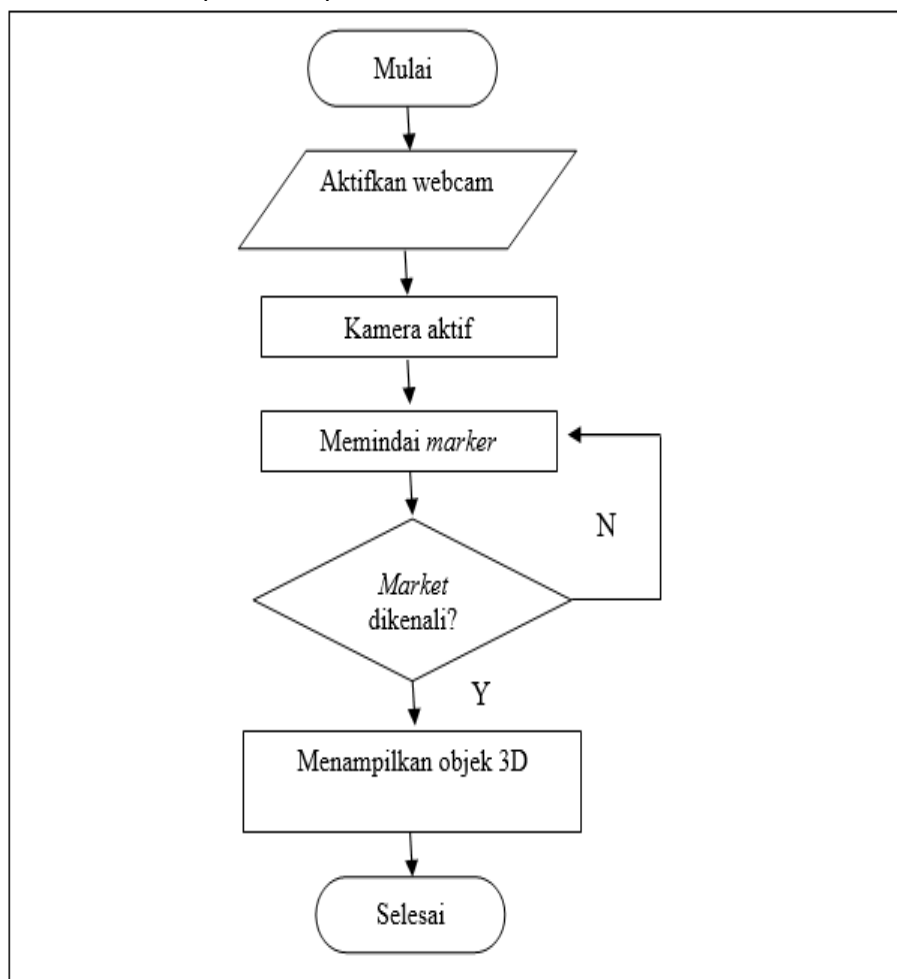 Mulai
Aktifkan webcam
Kamera aktif
Memindai marker
N
Market
dikenali?
Y
Menampilkan objek 3D
Selesai